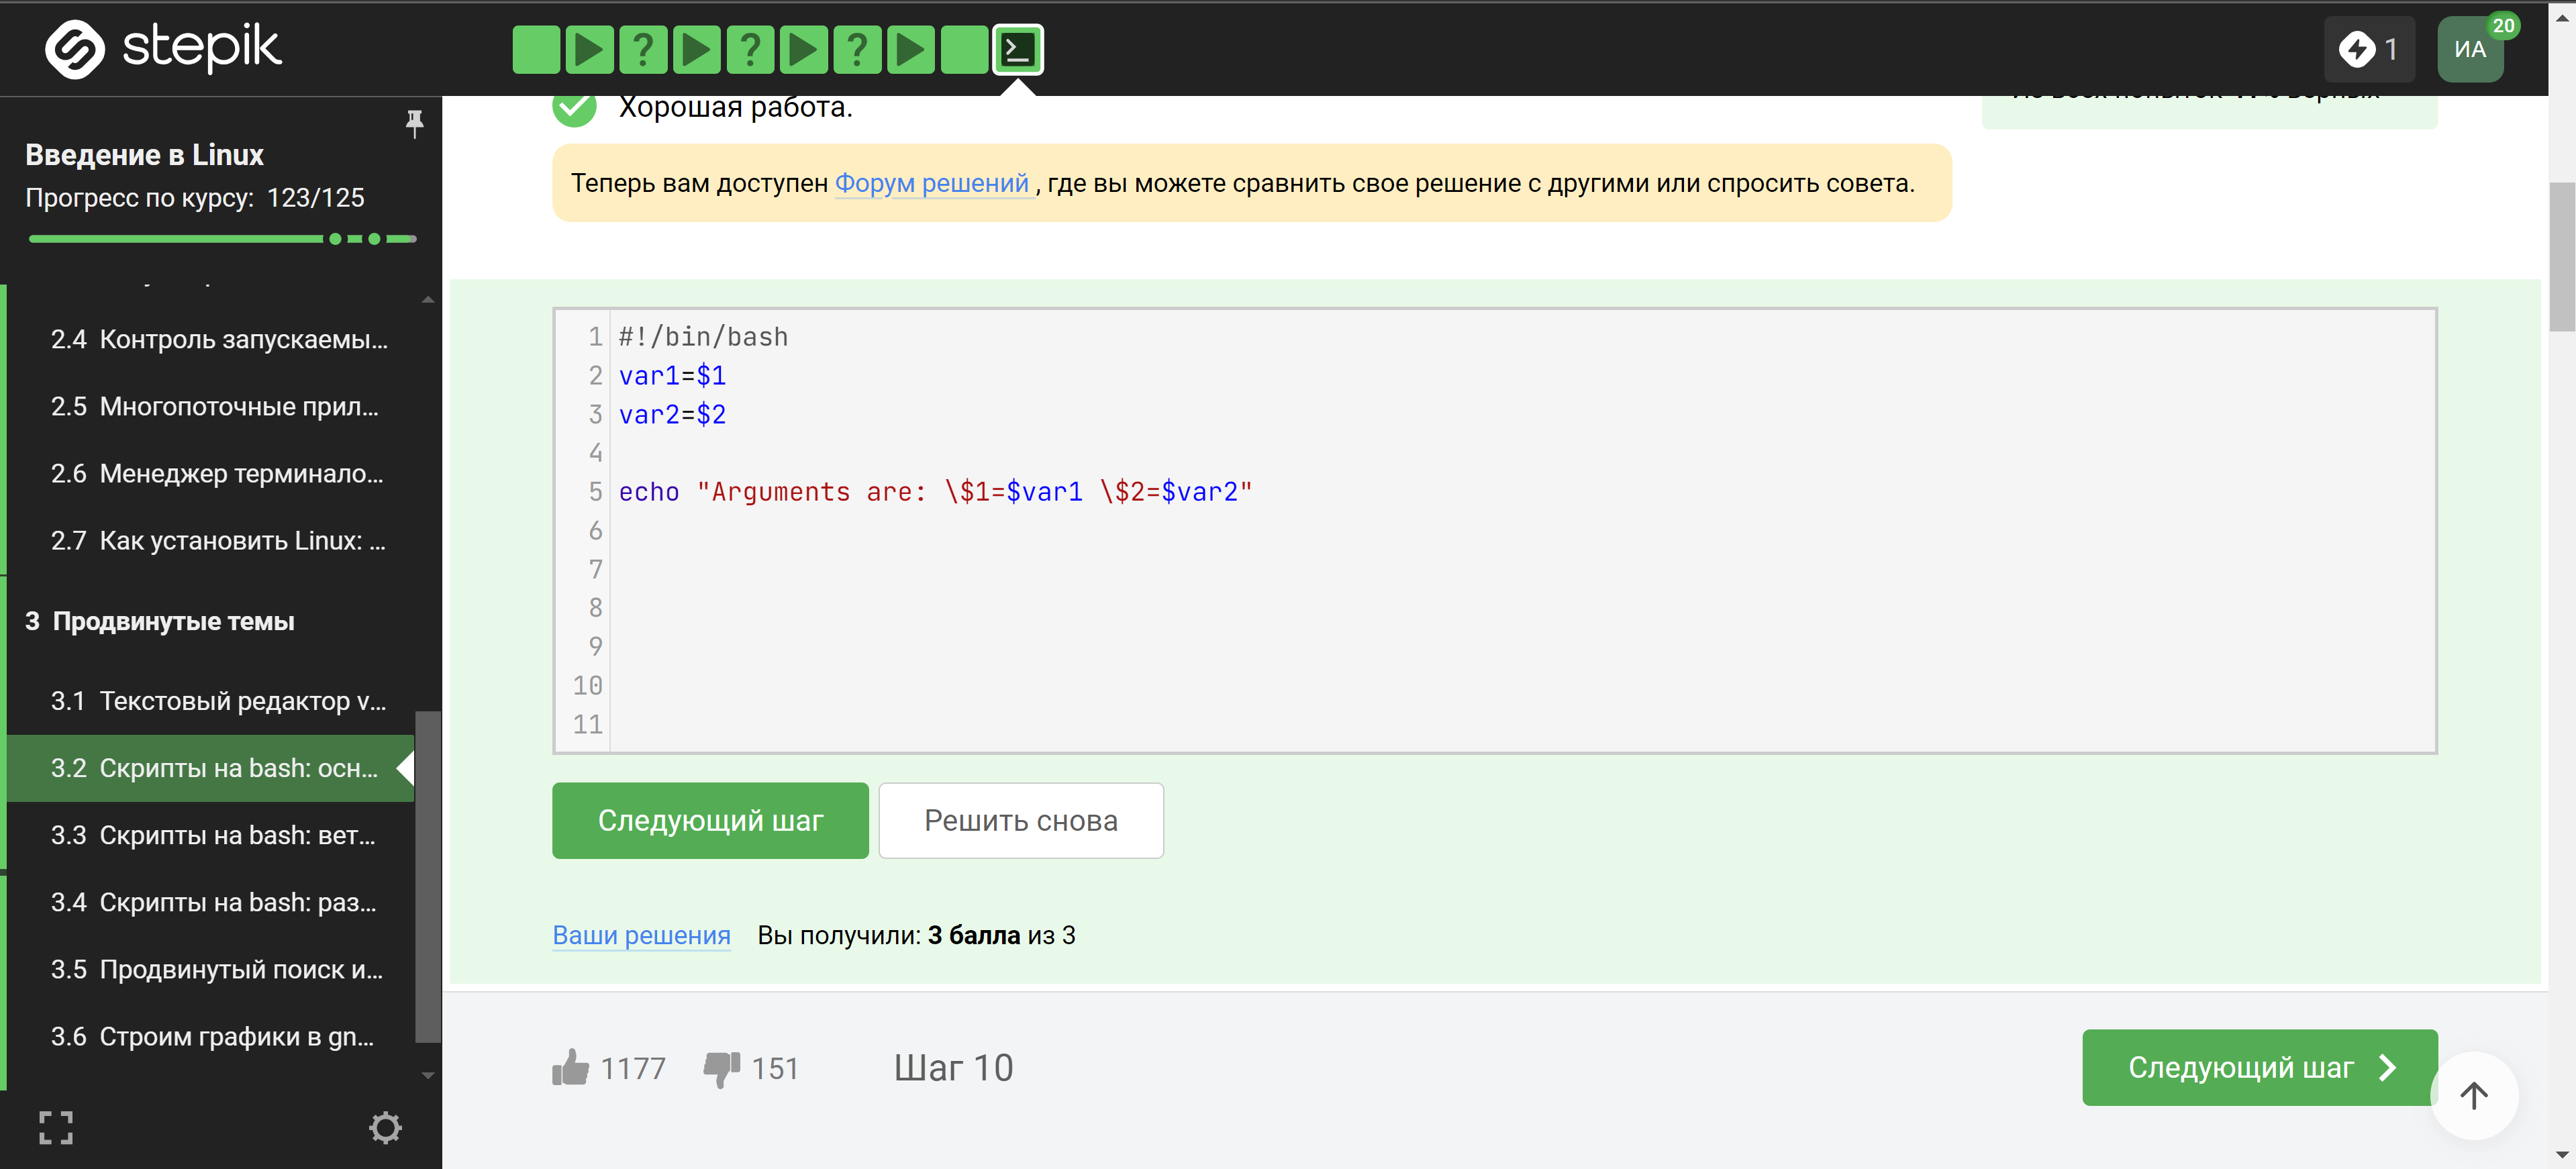 stepik
? ? ?
1
ИА
20
Введение в Linux
Прогресс по курсу: 123/125
2.4 Контроль запускаемы...
2.5 Многопоточные прил...
2.6 Менеджер терминало...
2.7 Как установить Linux: ...
3 Продвинутые темы
3.1 Текстовый редактор v...
3.2 Скрипты на bash: осн...
3.3 Скрипты на bash: вет...
3.4 Скрипты на bash: раз...
3.5 Продвинутый поиск и...
3.6 Строим графики в gn...
Хорошая работа.
Теперь вам доступен Форум решений , где вы можете сравнить свое решение с другими или спросить совета.
1 #!/bin/bash
2 var1=$1
3 var2=$2
4
5 echo "Arguments are: \$1=$var1 \$2=$var2"
6
7
8
9
10
11
Следующий шаг
Решить снова
Ваши решения Вы получили: 3 балла из 3
1177 151 Шаг 10
Следующий шаг